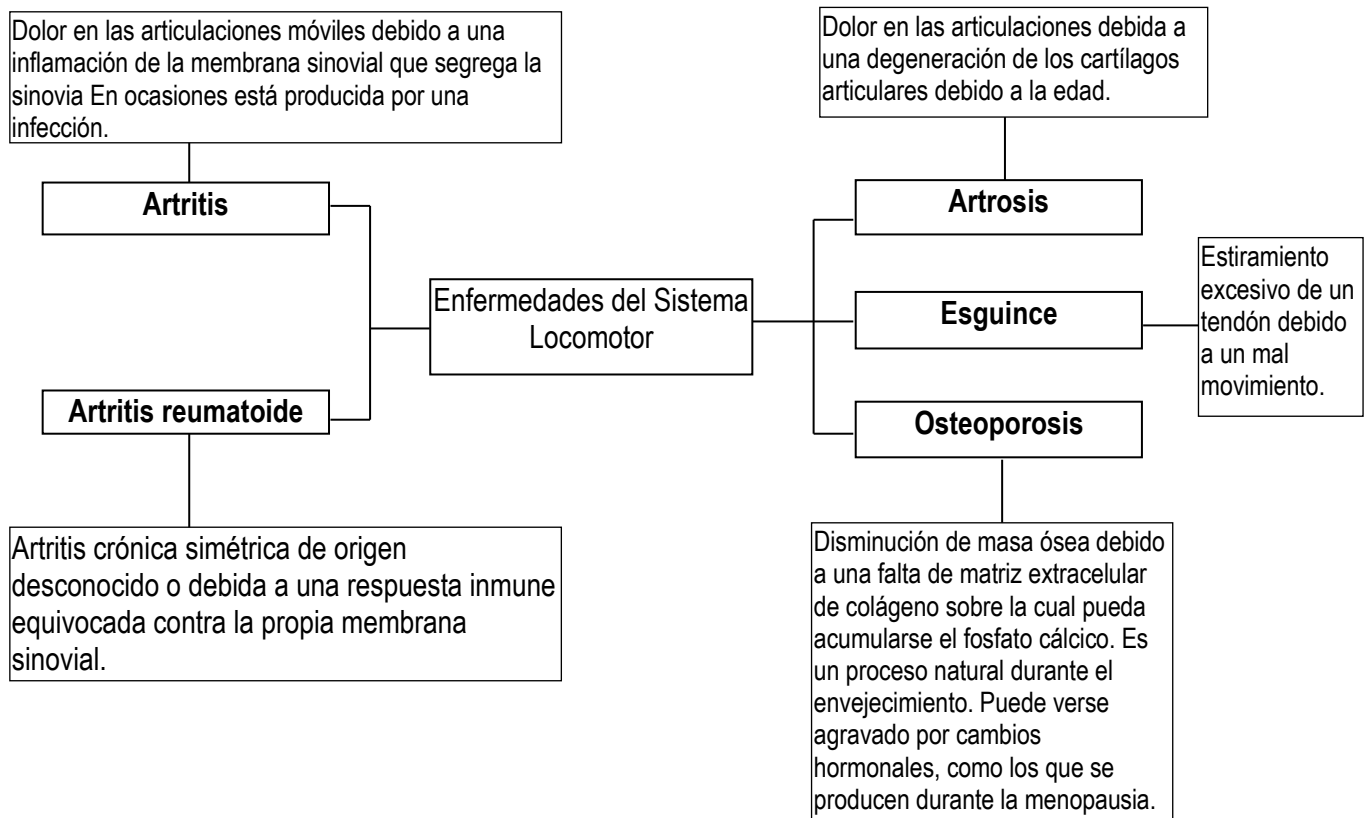 Dolor en las articulaciones móviles debido a una
inflamación de la membrana sinovial que segrega la
sinovia En ocasiones está producida por una
infección.
Dolor en las articulaciones debida a
una degeneración de los cartílagos
articulares debido a la edad.
Artritis
Artrosis
Enfermedades del Sistema
Locomotor
Esguince
Estiramiento
excesivo de un
tendón debido
a un mal
movimiento.
Artritis reumatoide
Osteoporosis
Artritis crónica simétrica de origen
desconocido o debida a una respuesta inmune
equivocada contra la propia membrana
sinovial.
Disminución de masa ósea debido
a una falta de matriz extracelular
de colágeno sobre la cual pueda
acumularse el fosfato cálcico. Es
un proceso natural durante el
envejecimiento. Puede verse
agravado por cambios
hormonales, como los que se
producen durante la menopausia.